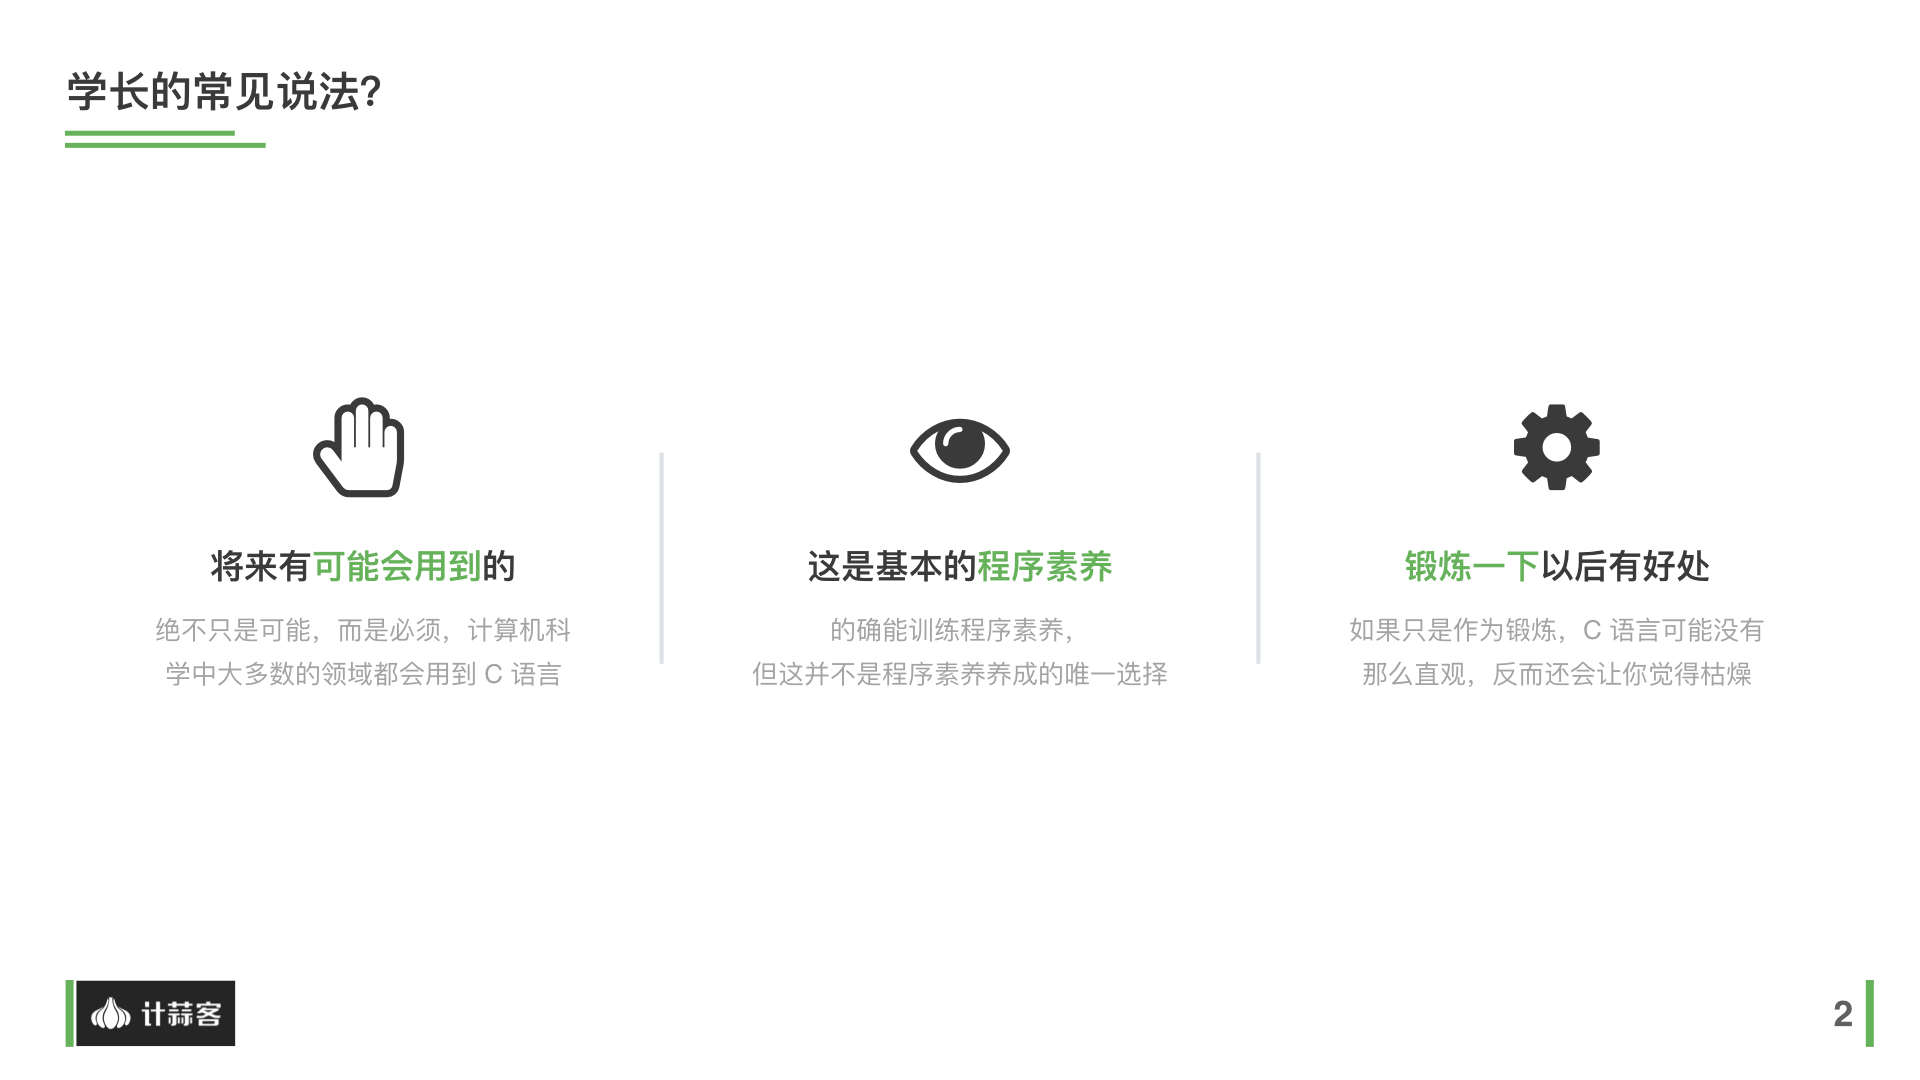 学长的常见说法?
将来有可能会用到的
绝不只是可能，而是必须，计算机科
学中大多数的领域都会用到 C 语言
这是基本的程序素养
的确能训练程序素养，
但这并不是程序素养养成的唯一选择
锻炼一下以后有好处
如果只是作为锻炼，C 语言可能没有
那么直观，反而还会让你觉得枯燥
计蒜客
2